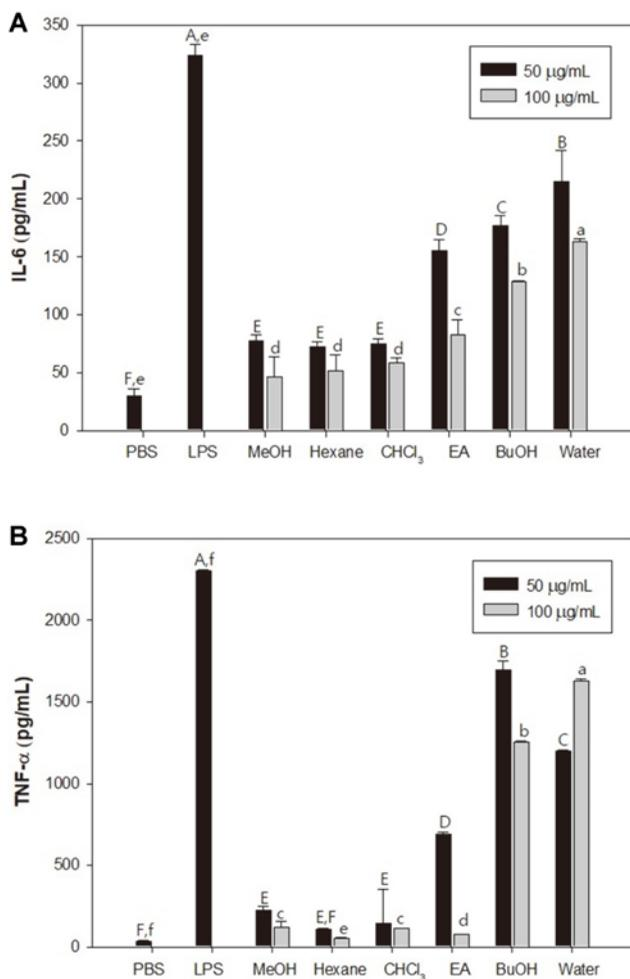 A
350
300
250
200
150
100
50
0
IL-6 (pg/mL)
50 µg/mL
100 µg/mL
F,e
A,e
E
d
E
d
E
d
D
c
C
b
B
a
PBS LPS MeOH Hexane CHCl₃ EA BuOH Water
B
2500
2000
1500
1000
500
0
TNF-α (pg/mL)
50 µg/mL
100 µg/mL
F,f
A,f
E
c
E,F
e
E
c
D
d
B
b
C
a
PBS LPS MeOH Hexane CHCl₃ EA BuOH Water